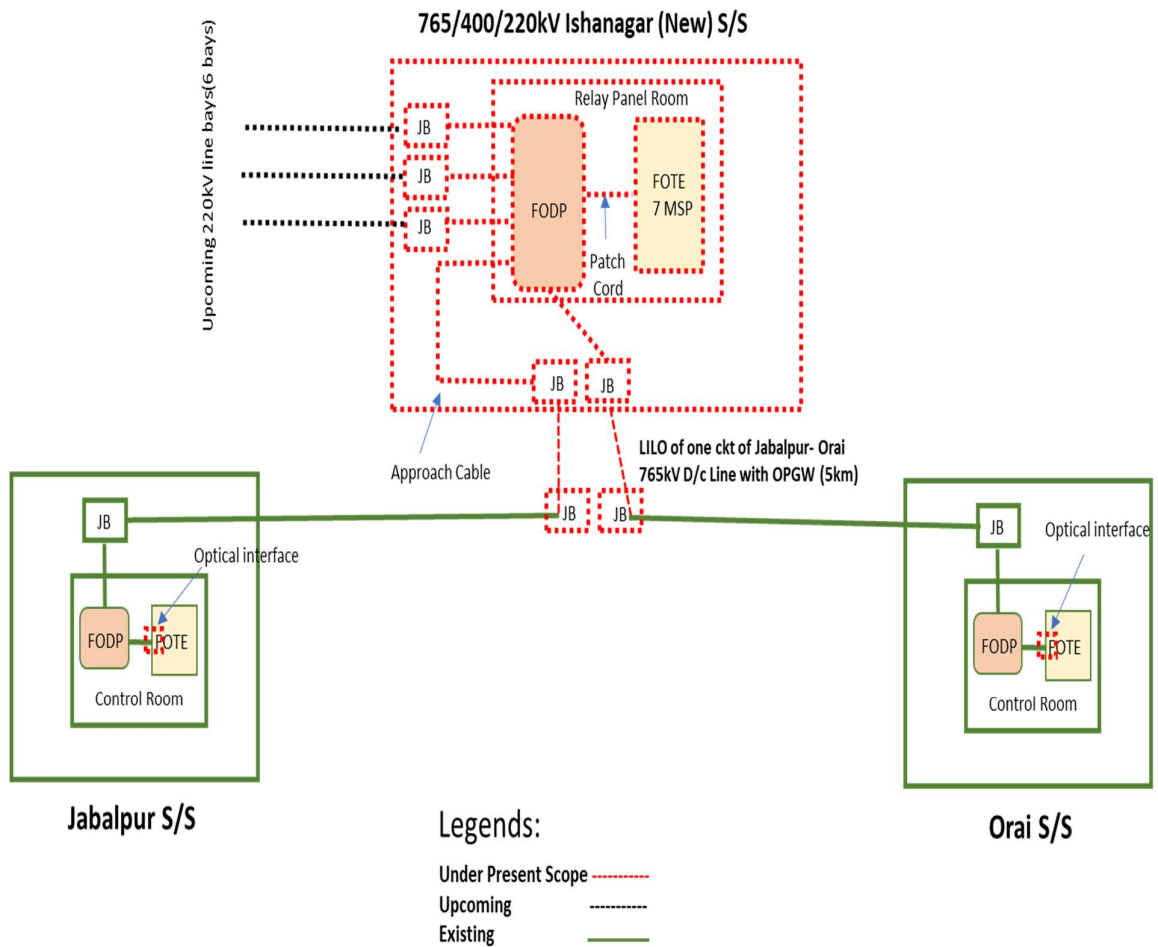 765/400/220kV Ishanagar (New) S/S
Upcoming 220kV line bays(6 bays)
Relay Panel Room
JB
JB
JB
FODP
FOTE
7 MSP
Patch
Cord
JB
JB
Approach Cable
LILO of one ckt of Jabalpur- Orai
765kV D/c Line with OPGW (5km)
JB
JB
JB
Optical interface
FODP
FOTE
Control Room
Jabalpur S/S
JB
Optical interface
FODP
FOTE
Control Room
Orai S/S
Legends:
Under Present Scope
Upcoming
Existing